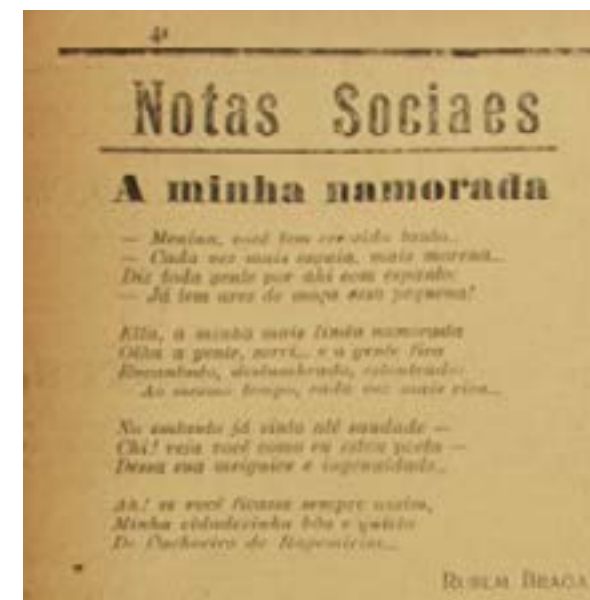 4ª
Notas Sociaes
A minha namorada
— Menina, você tem crescido tanto...
— Cada vez mais esguia, mais morena...
Diz toda gente por ahi com espanto:
— Já tem ares de moça essa pequena!
Ella, a minha mais linda namorada
Olha a gente, sorri... e a gente fica
Encantado, deslumbrado,
Ao mesmo tempo, cada vez mais rica...
No emtanto já sinto até saudade —
Chi! veja você como eu estou poeta —
Dessa sua meiguice e ingenuidade...
Ah! se você ficasse sempre assim,
Minha cidadezinha bôa e quieta
De Cachoeiro de Itapemirim...
RUBEM BRAGA